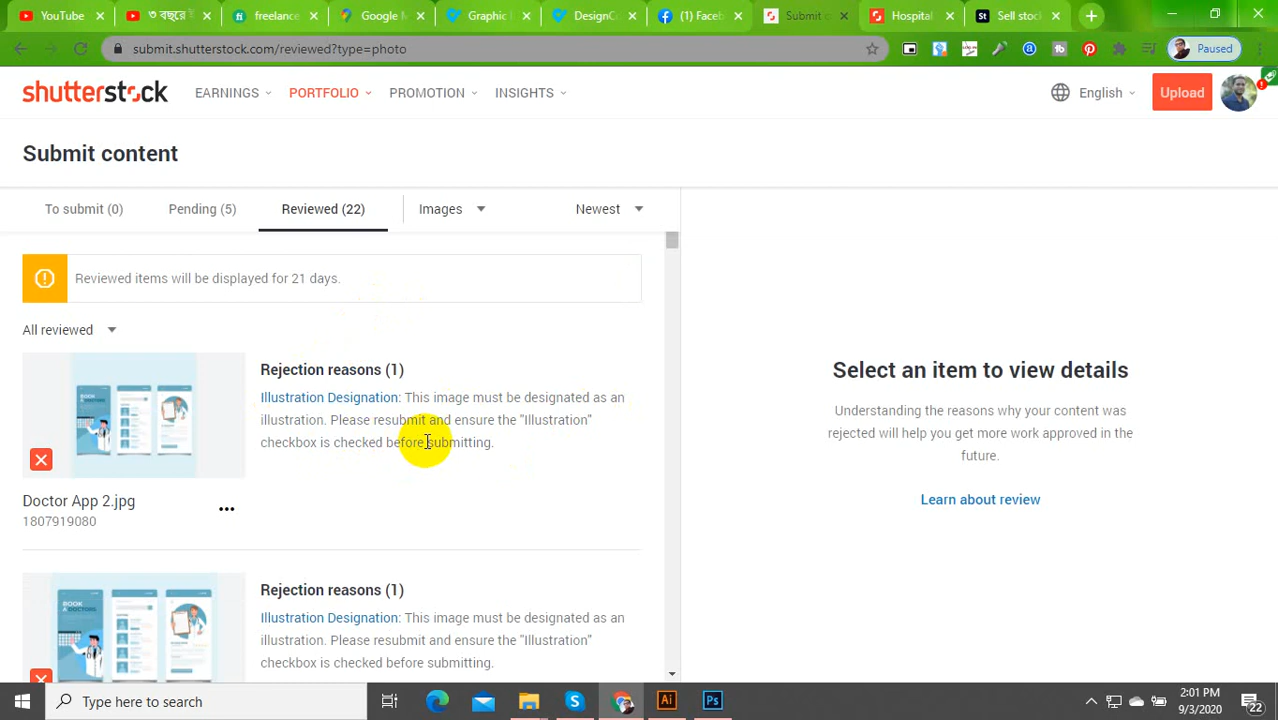 YouTube
৩ বছরে
freelance
Google M
Graphic
DesignCu
(1) Faceb
Submit c
Hospital
Sell stock
submit.shutterstock.com/reviewed?type=photo
Paused
shutterstock
EARNINGS
PORTFOLIO
PROMOTION
INSIGHTS
English
Upload
Submit content
To submit (0)
Pending (5)
Reviewed (22)
Images
Newest
Reviewed items will be displayed for 21 days.
All reviewed
Rejection reasons (1)
Illustration Designation: This image must be designated as an
illustration. Please resubmit and ensure the "Illustration"
checkbox is checked before submitting.
Doctor App 2.jpg
1807919080
Rejection reasons (1)
Illustration Designation: This image must be designated as an
illustration. Please resubmit and ensure the "Illustration"
checkbox is checked before submitting.
BOOK
A DOCTOR
Select an item to view details
Understanding the reasons why your content was
rejected will help you get more work approved in the
future.
Learn about review
Type here to search
2:01 PM
9/3/2020
22